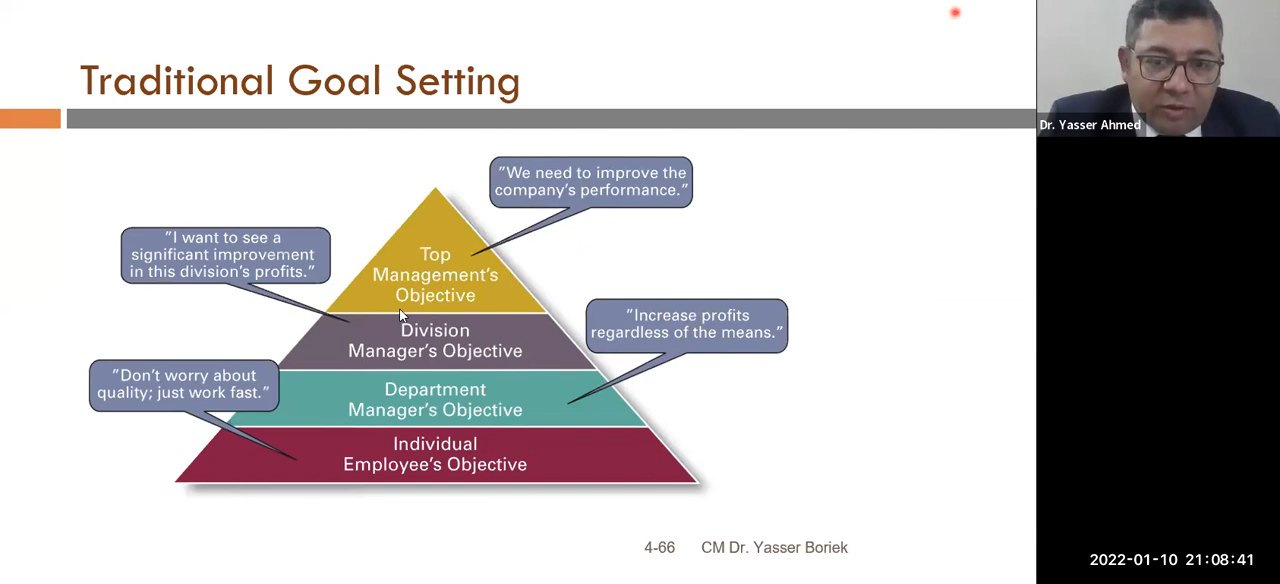 Traditional Goal Setting
Dr. Yasser Ahmed
"We need to improve the
company's performance."
"I want to see a
significant improvement
in this division's profits."
Top
Management's
Objective
"Increase profits
regardless of the means."
Division
Manager's Objective
"Don't worry about
quality; just work fast."
Department
Manager's Objective
Individual
Employee's Objective
4-66 CM Dr. Yasser Boriek
2022-01-10 21:08:41